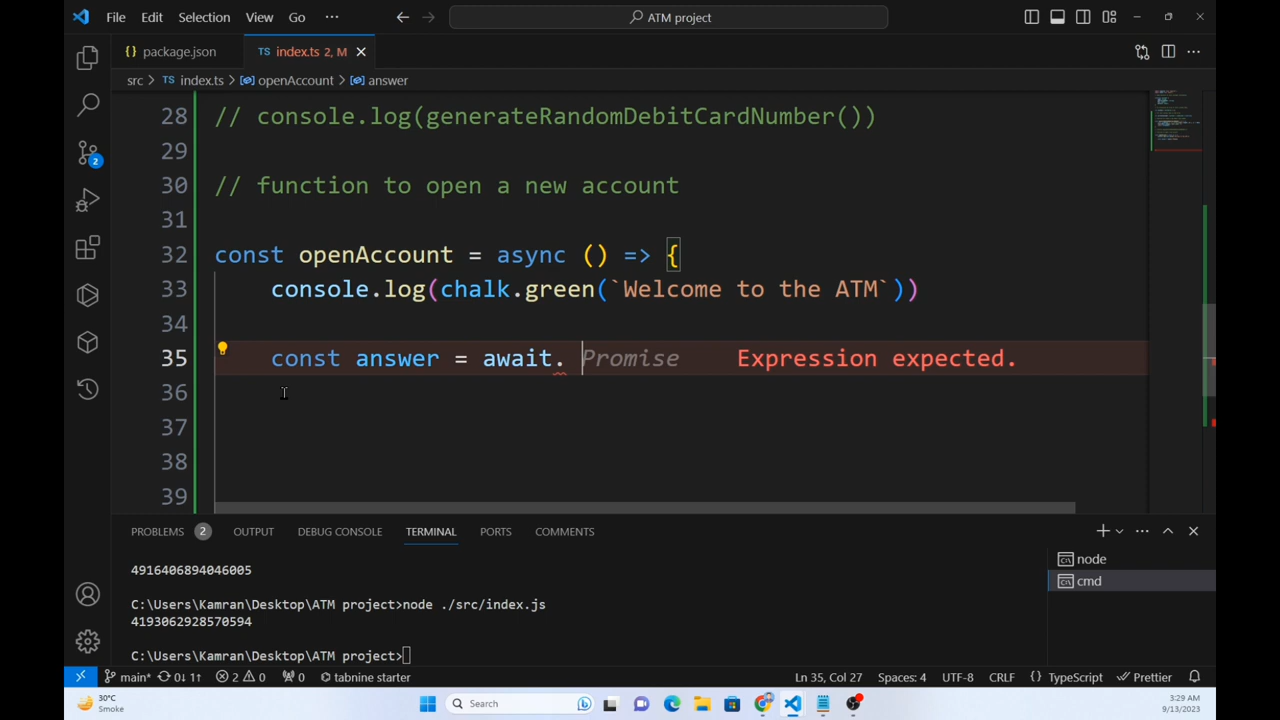 File Edit Selection View Go ··· ATM project
package.json TS index.ts 2, M
src > TS index.ts > openAccount > answer
28 // console.log(generateRandomDebitCardNumber())
29
30 // function to open a new account
31
32 const openAccount = async () => {
33 console.log(chalk.green(`Welcome to the ATM`))
34
35 const answer = await. Promise Expression expected.
36
37
38
39
2
PROBLEMS 2 OUTPUT DEBUG CONSOLE TERMINAL PORTS COMMENTS
4916406894046005
node
cmd
C:\Users\Kamran\Desktop\ATM project>node ./src/index.js
4193062928570594
C:\Users\Kamran\Desktop\ATM project>
main* 0↓ 1↑ 2 0 0 tabnine starter Ln 35, Col 27 Spaces: 4 UTF-8 CRLF {} TypeScript Prettier
30°C
Smoke
Search
3:29 AM
9/13/2023